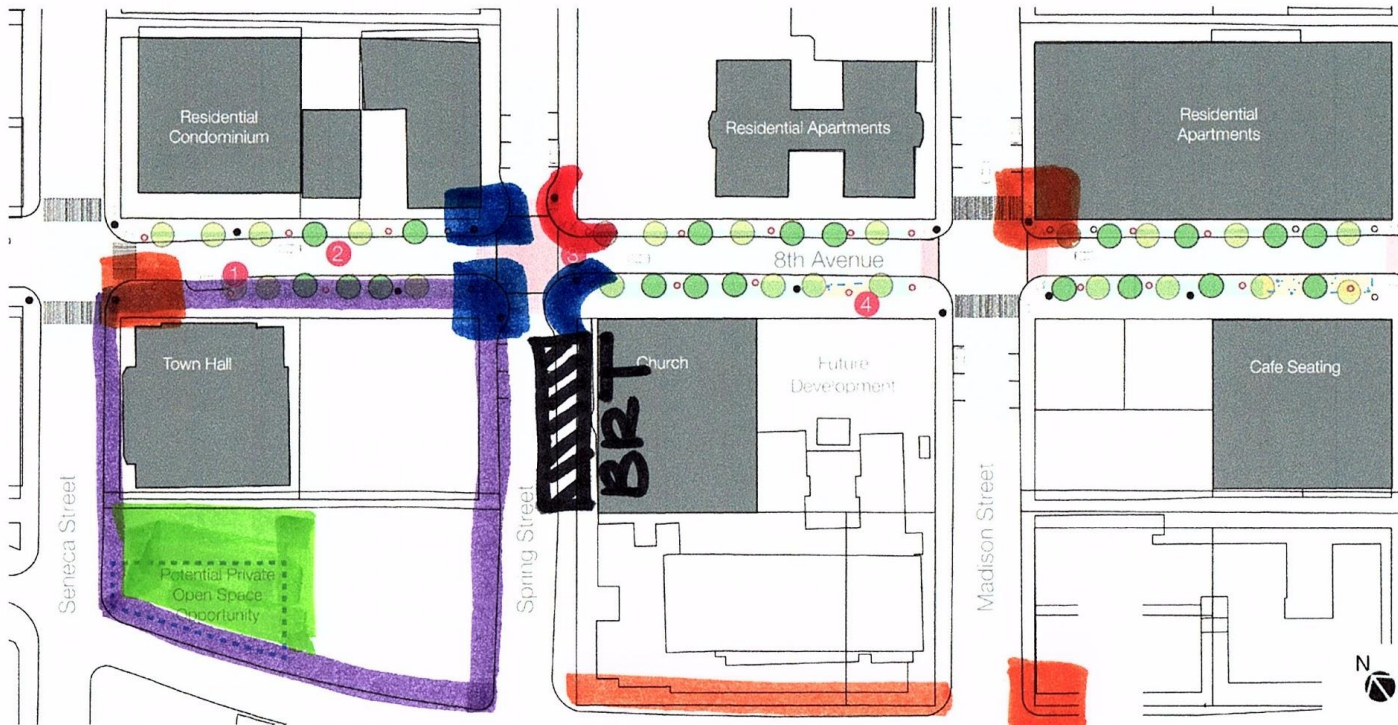 Residential
Condominium
Residential Apartments
Residential
Apartments
2
1
3
8th Avenue
4
Town Hall
Church
Future
Development
Cafe Seating
BRT
Seneca Street
Spring Street
Madison Street
Potential Private
Open Space
Opportunity
N